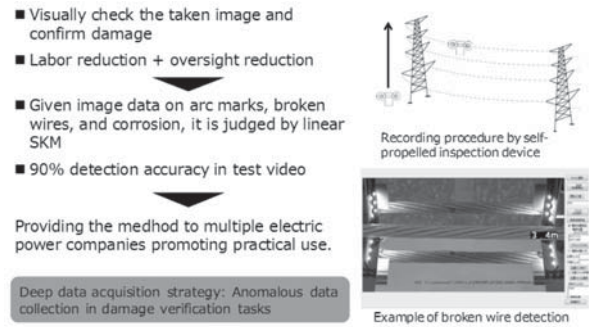 ■ Visually check the taken image and
confirm damage
■ Labor reduction + oversight reduction
■ Given image data on arc marks, broken
wires, and corrosion, it is judged by linear
SKM
■ 90% detection accuracy in test video
Providing the medhod to multiple electric
power companies promoting practical use.
Deep data acquisition strategy: Anomalous data
collection in damage verification tasks
Recording procedure by self-
propelled inspection device
4m
Example of broken wire detection